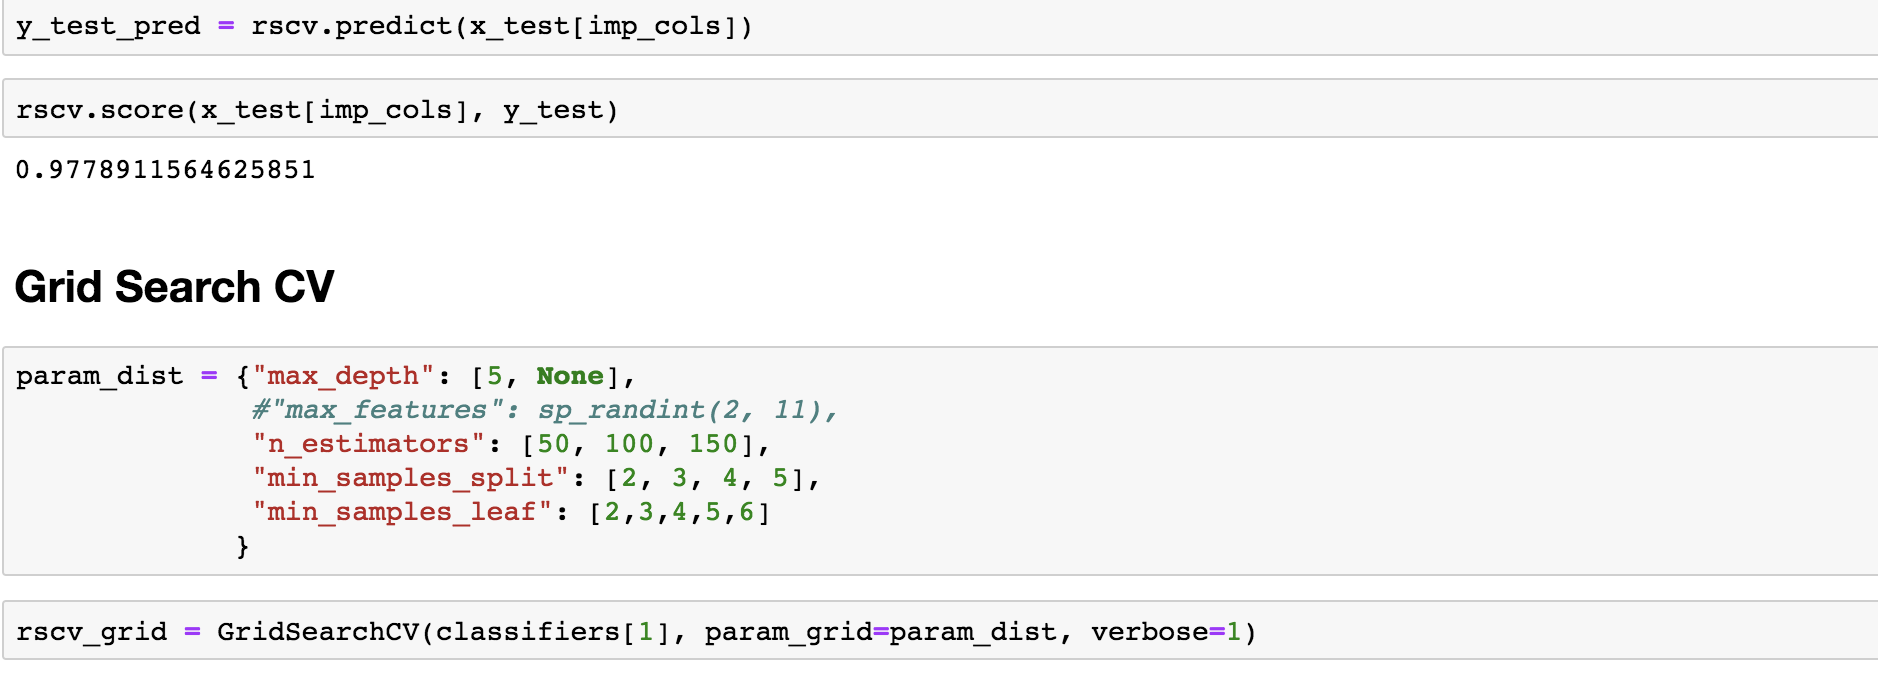 y_test_pred = rscv.predict(x_test[imp_cols])
rscv.score(x_test[imp_cols], y_test)
0.9778911564625851
Grid Search CV
param_dist = {"max_depth": [5, None],
#"max_features": sp_randint(2, 11),
"n_estimators": [50, 100, 150],
"min_samples_split": [2, 3, 4, 5],
"min_samples_leaf": [2,3,4,5,6]
}
rscv_grid = GridSearchCV(classifiers[1], param_grid=param_dist, verbose=1)